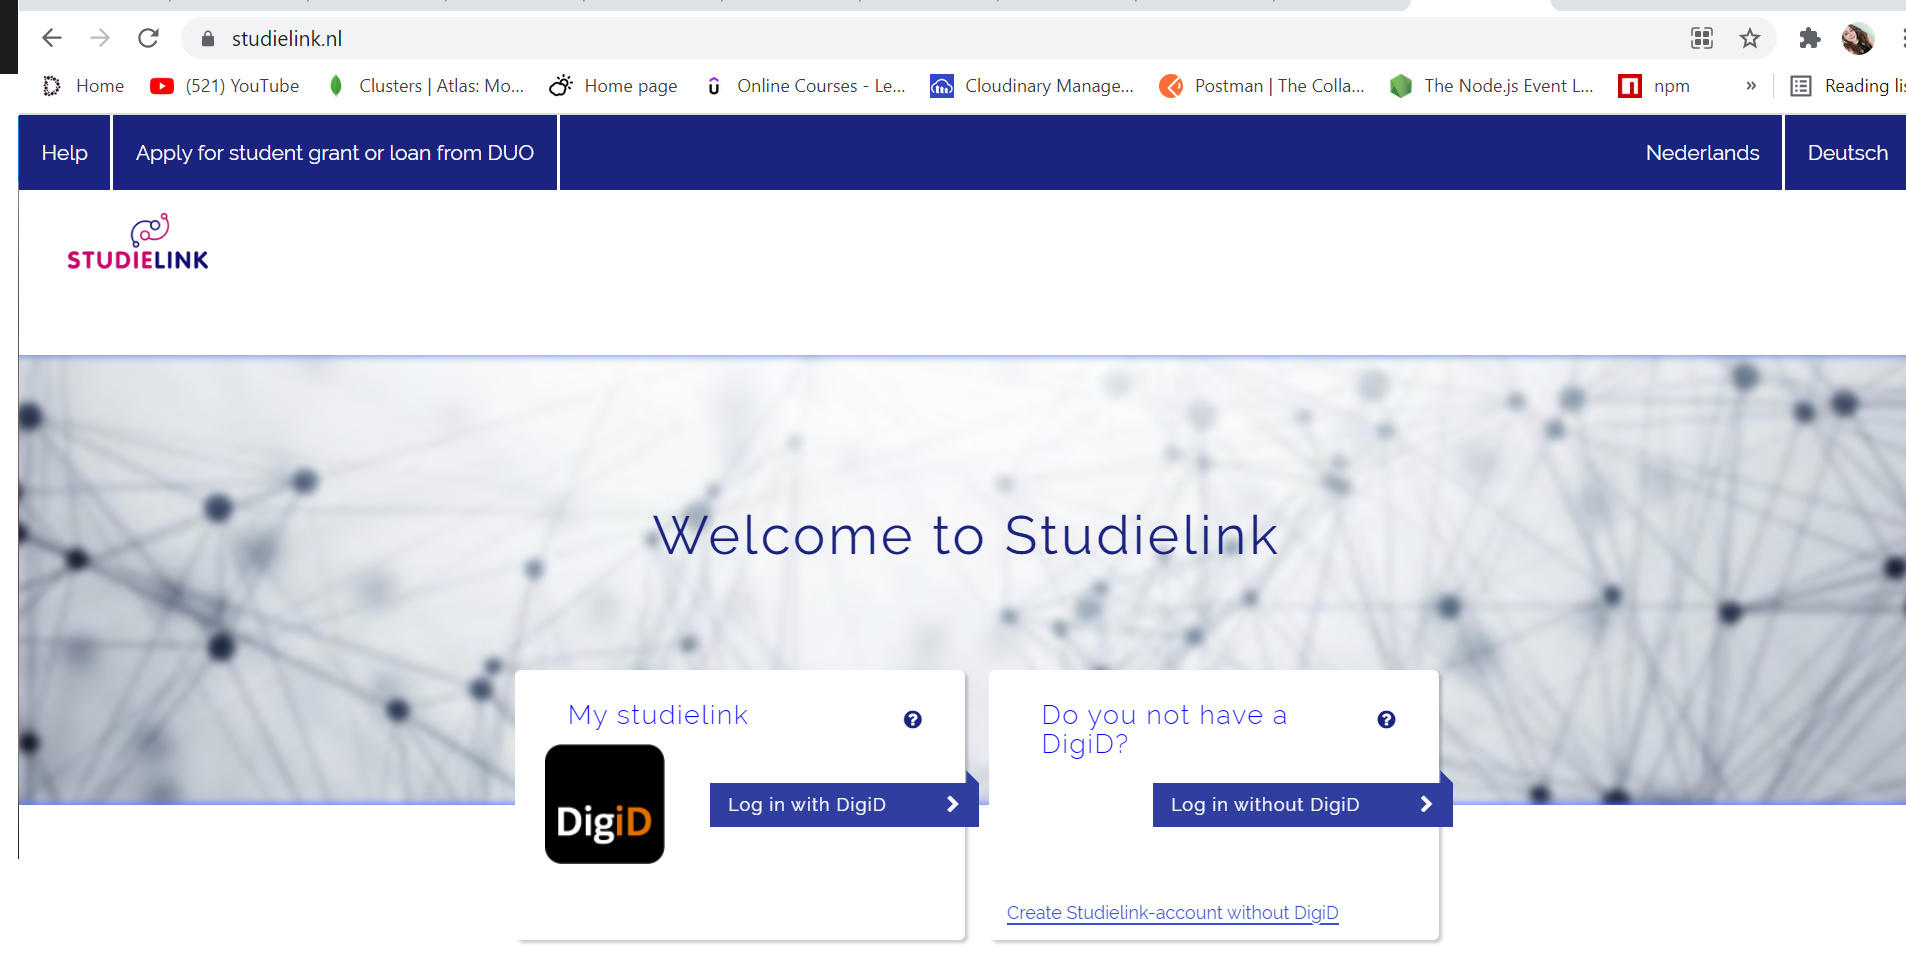 studielink.nl
Home (521) YouTube Clusters | Atlas: Mo... Home page Online Courses - Le... Cloudinary Manage... Postman | The Colla... The Node.js Event L... npm » Reading lis
Help Apply for student grant or loan from DUO Nederlands Deutsch
STUDIELINK
Welcome to Studielink
My studielink
Do you not have a
DigiD?
DigiD
Log in with DigiD
Log in without DigiD
Create Studielink-account without DigiD